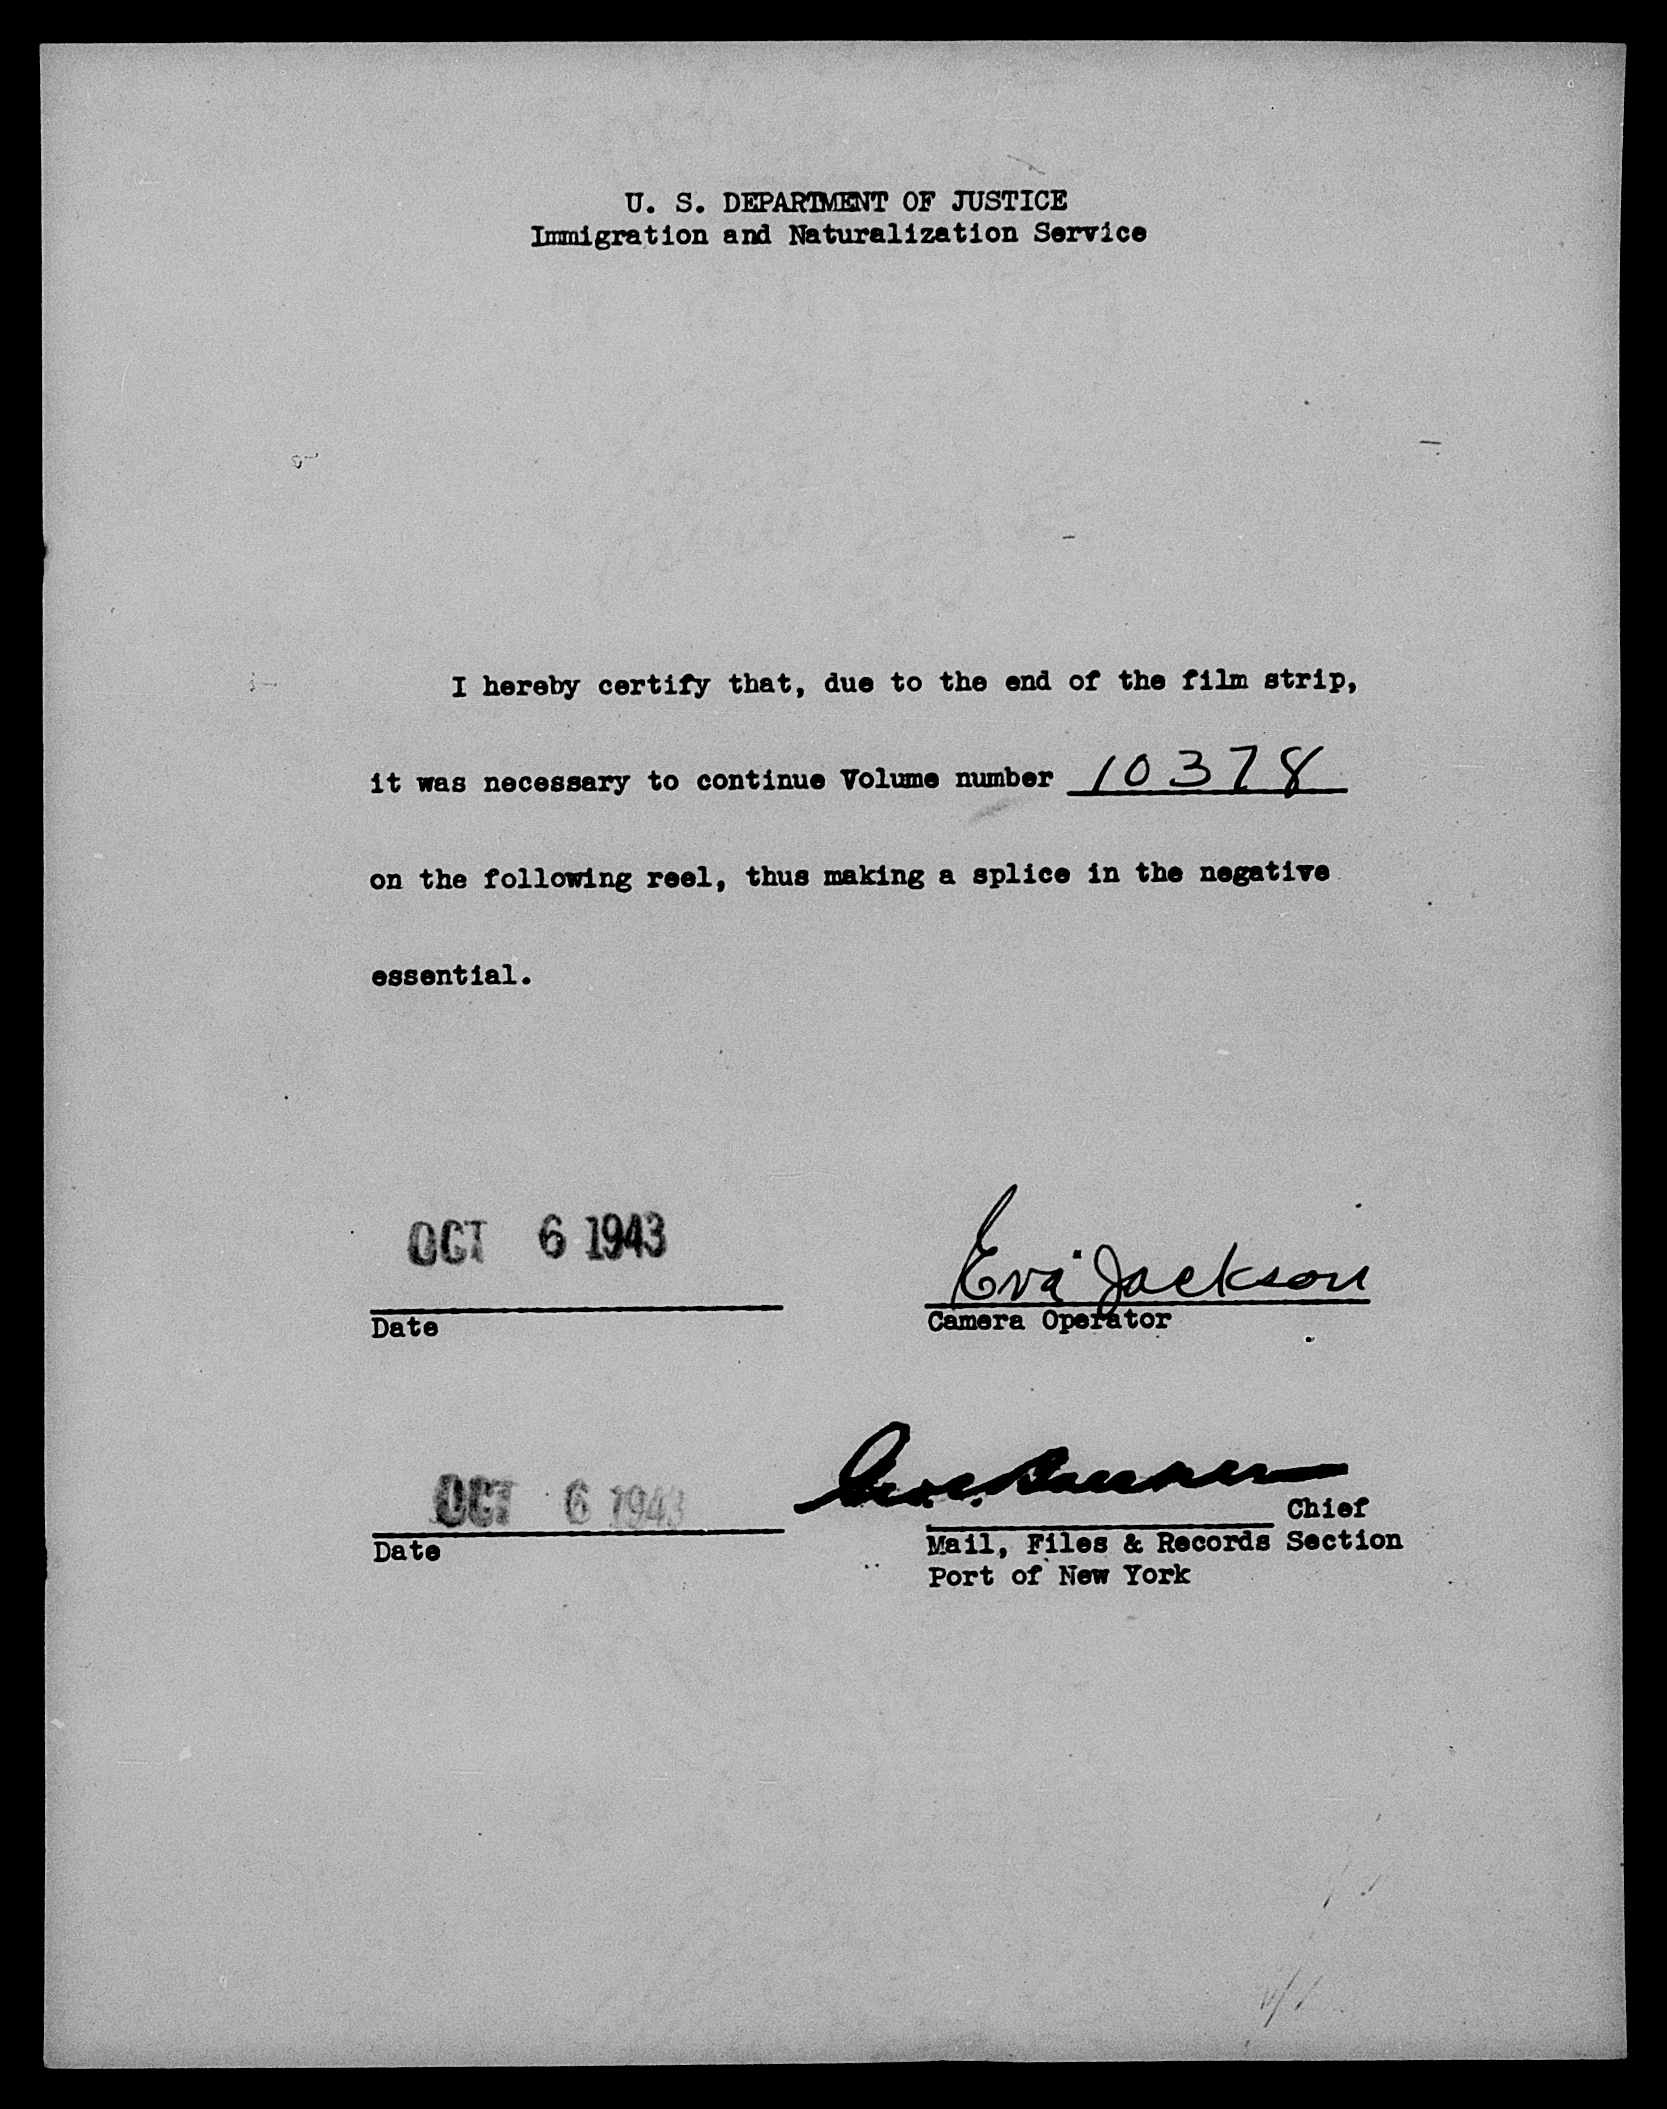 U. S. DEPARTMENT OF JUSTICE
Immigration and Naturalization Service
I hereby certify that, due to the end of the film strip,
it was necessary to continue Volume number 10378
on the following reel, thus making a splice in the negative
essential.
OCT 6 1943
Eva Jackson
Date
Camera Operator
OCT 6 1943
Chief
Date
Mail, Files & Records Section
Port of New York